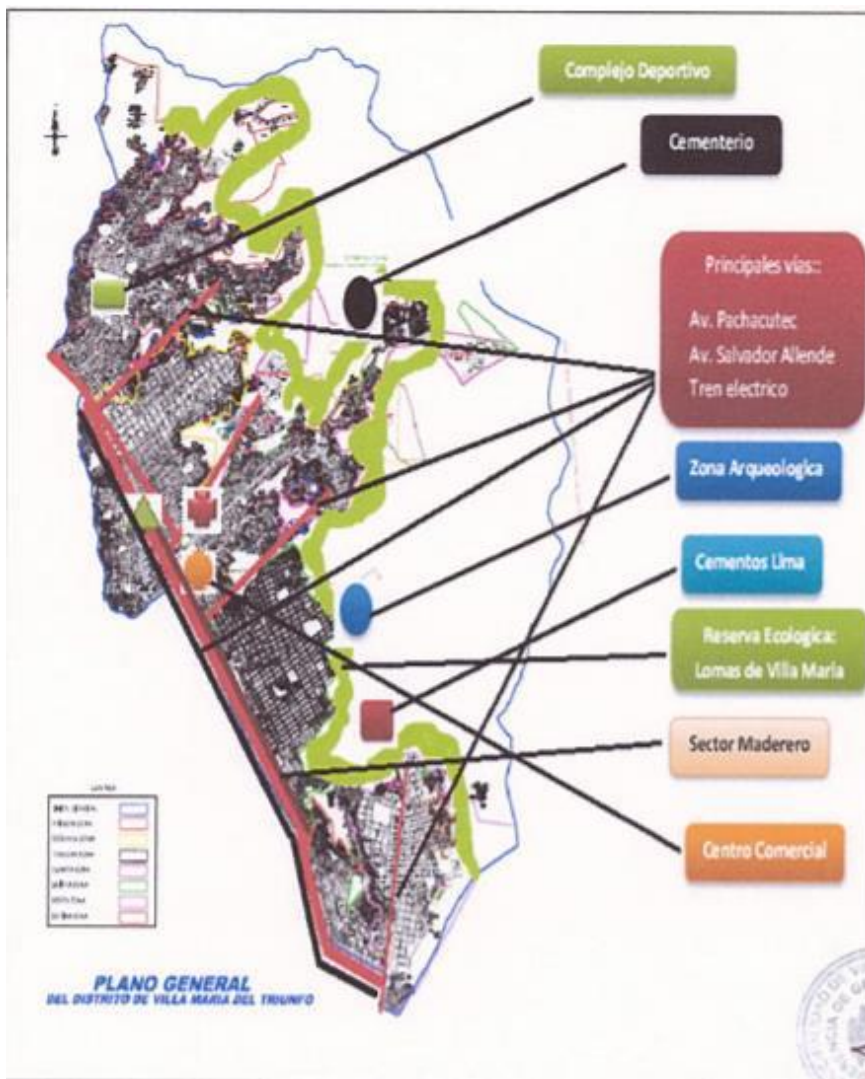 Complejo Deportivo
Cementerio
Principales vias::
Av. Pachacutec
Av. Salvador Allende
Tren electrico
Zona Arqueologica
Cementos Lima
Reserva Ecologica:
Lomas de Villa Maria
Sector Maderero
Centro Comercial
PLANO GENERAL
DEL DISTRITO DE VILLA MARIA DEL TRIUNFO